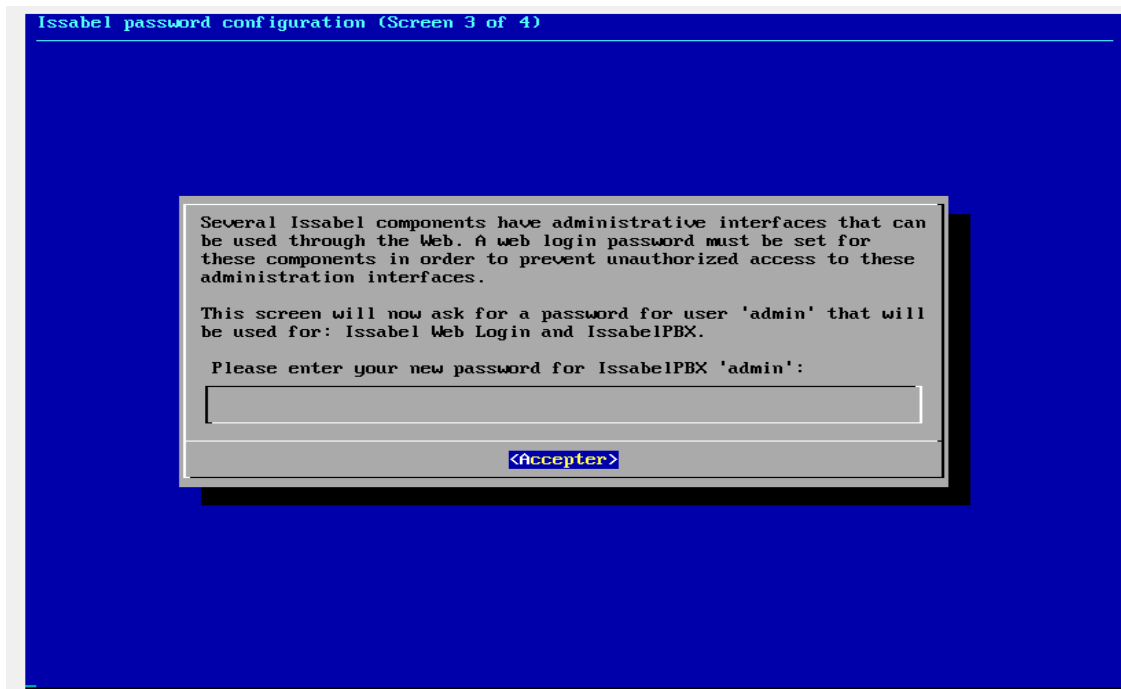 Issabel password configuration (Screen 3 of 4)
Several Issabel components have administrative interfaces that can
be used through the Web. A web login password must be set for
these components in order to prevent unauthorized access to these
administration interfaces.
This screen will now ask for a password for user 'admin' that will
be used for: Issabel Web Login and IssabelPBX.
Please enter your new password for IssabelPBX 'admin':
<Accepter>